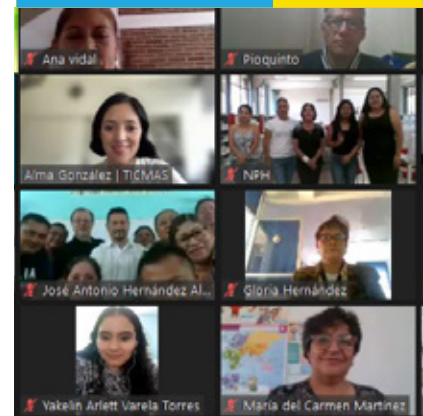 Ana vidal
Pioquinto
Alma González | TICMAS
NPH
José Antonio Hernández Al...
Gloria Hernández
Yakelin Arlett Varela Torres
María del Carmen Martínez